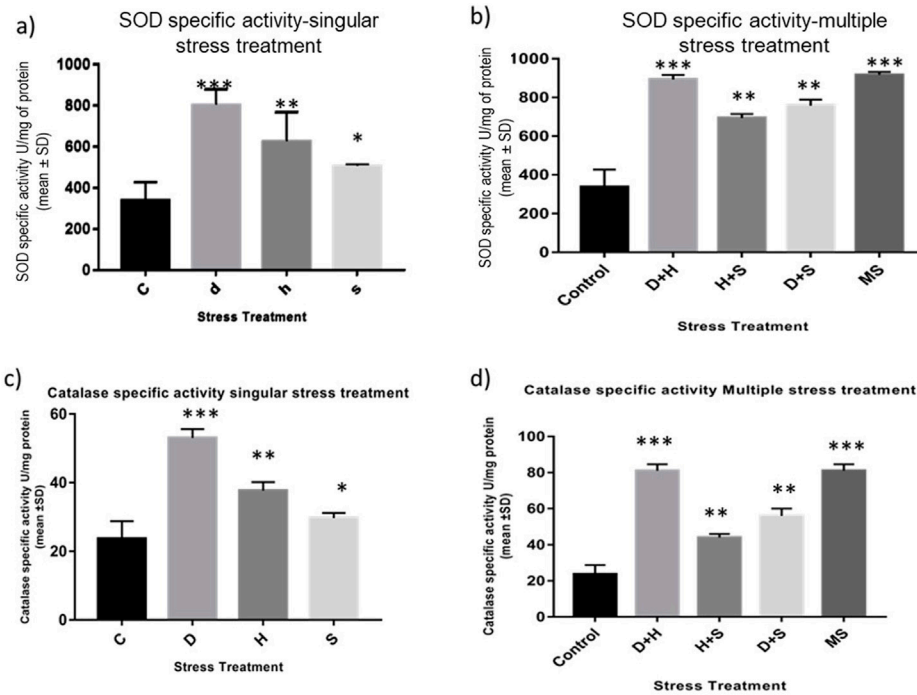 a)
SOD specific activity-singular
stress treatment
SOD specific activity U/mg of protein
(mean ± SD)
1000
800
600
400
200
0
***
**
*
C
d
h
s
Stress Treatment
b)
SOD specific activity-multiple
stress treatment
SOD specific activity U/mg of protein
(mean ± SD)
1000
800
600
400
200
0
***
**
**
***
Control
D+H
H+S
D+S
MS
Stress Treatment
c)
Catalase specific activity singular stress treatment
Catalase specific activity U/mg protein
(mean ±SD)
60
40
20
0
***
**
*
C
D
H
S
Stress Treatment
d)
Catalase specific activity Multiple stress treatment
Catalase specific activity U/mg protein
(mean ±SD)
100
80
60
40
20
0
***
**
**
***
Control
D+H
H+S
D+S
MS
Stress Treatment